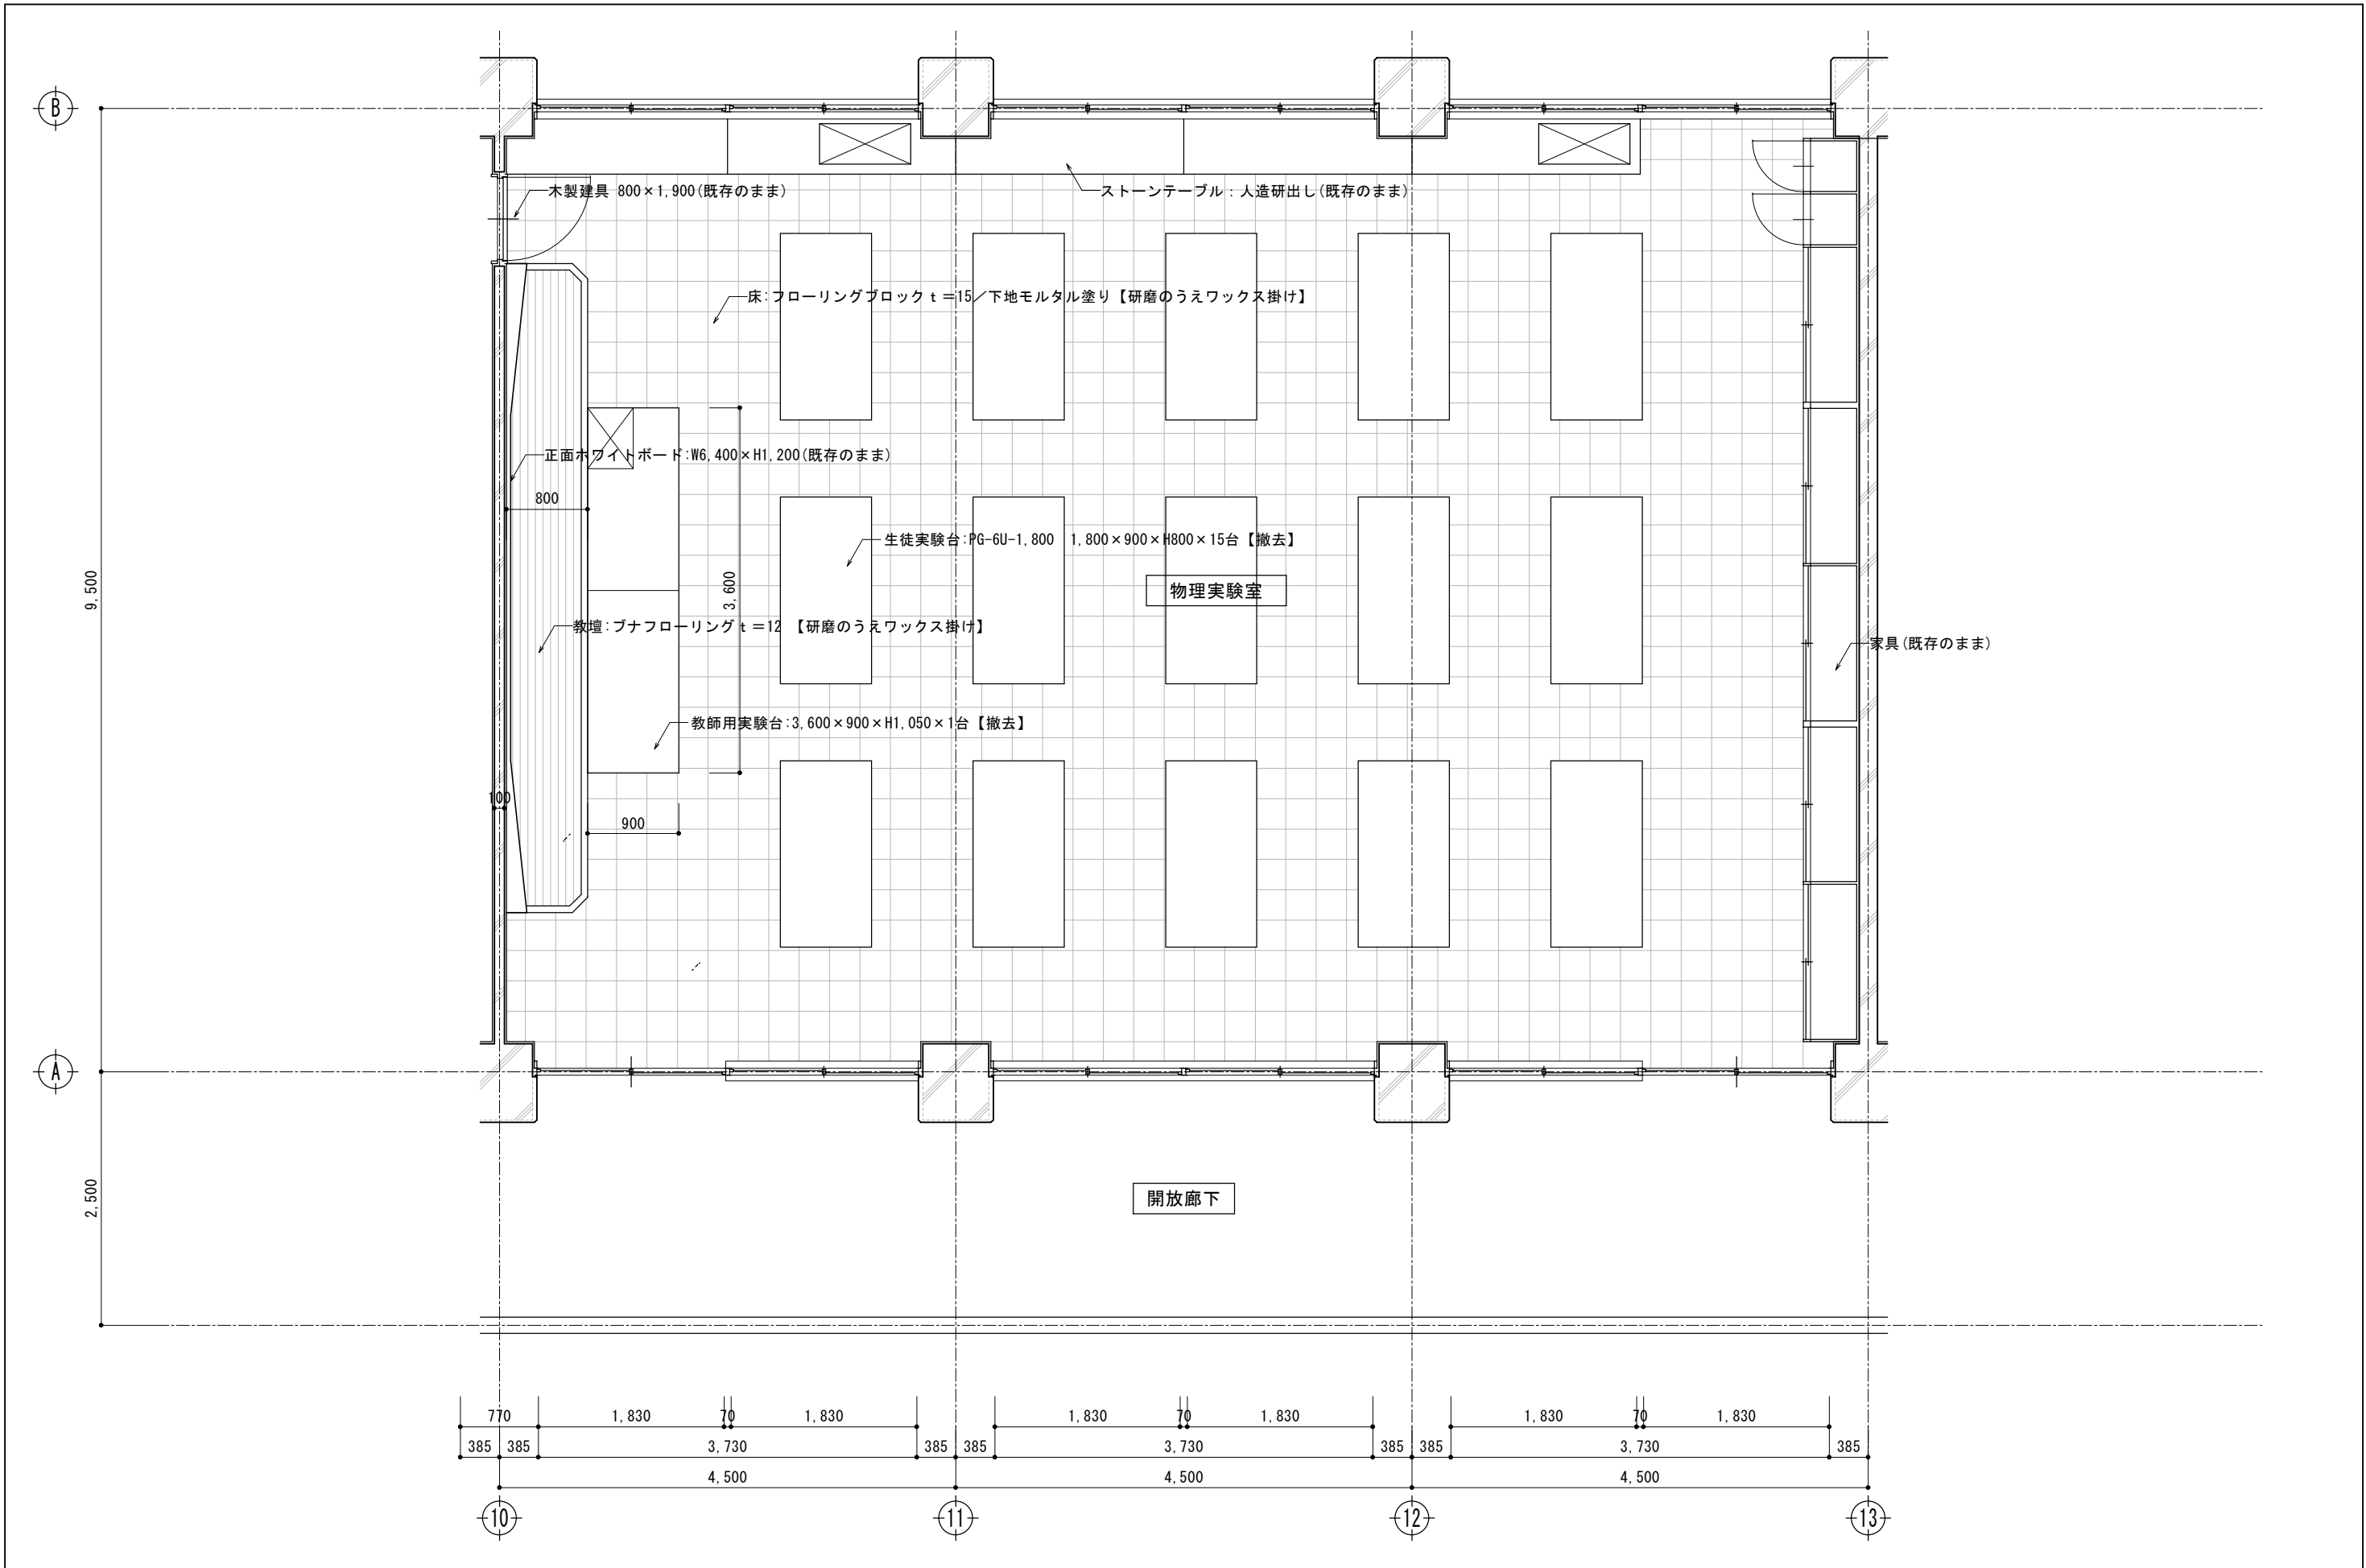 B
木製建具 800×1,900(既存のまま)
ストーンテーブル：人造研出し(既存のまま)
床:フローリングブロックｔ＝15／下地モルタル塗り【研磨のうえワックス掛け】
正面ホワイトボード:W6,400×H1,200(既存のまま)
800
生徒実験台:PG-6U-1,800　1,800×900×H800×15台【撤去】
9,500
3,600
物理実験室
教壇:ブナフローリングｔ＝12 【研磨のうえワックス掛け】
家具(既存のまま)
教師用実験台:3,600×900×H1,050×1台【撤去】
100
900
A
2,500
開放廊下
770 1,830 70 1,830 1,830 70 1,830 1,830 70 1,830
385 385 3,730 385 385 3,730 385 385 3,730 385
4,500 4,500 4,500
10 11 12 13